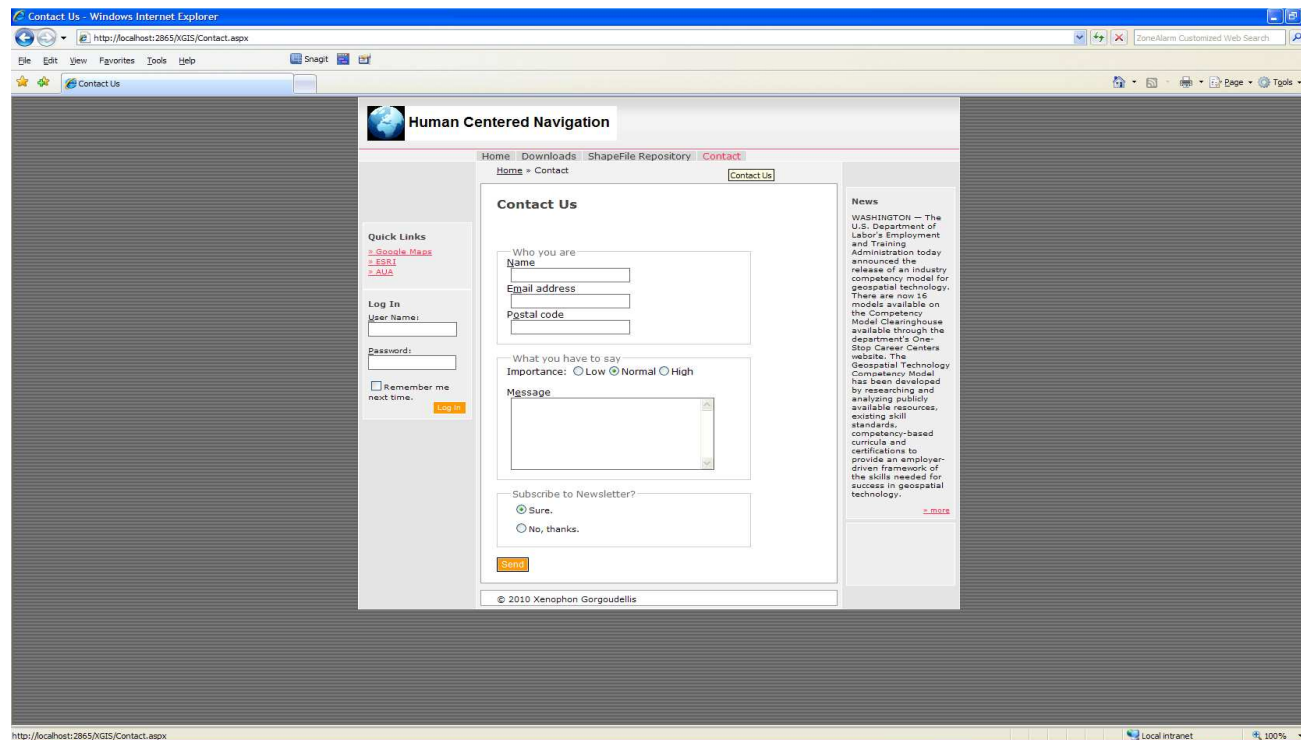 Contact Us - Windows Internet Explorer
http://localhost:2865/XGIS/Contact.aspx
ZoneAlarm Customized Web Search
File Edit View Favorites Tools Help
Snagit
Contact Us
Page
Tools
Human Centered Navigation
Home Downloads ShapeFile Repository Contact
Home » Contact
Contact Us
Quick Links
» Google Maps
» ESRI
» AUA
Log In
User Name:
Password:
Remember me
next time.
Log In
Contact Us
Who you are
Name
Email address
Postal code
What you have to say
Importance: Low Normal High
Message
Subscribe to Newsletter?
Sure.
No, thanks.
Send
News
WASHINGTON — The
U.S. Department of
Labor's Employment
and Training
Administration today
announced the
release of an industry
competency model for
geospatial technology.
There are now 16
models available on
the Competency
Model Clearinghouse
available through the
department's One-
Stop Career Centers
website. The
Geospatial Technology
Competency Model
has been developed
by researching and
analyzing publicly
available resources,
existing skill
standards,
competency-based
curricula and
certifications to
provide an employer-
driven framework of
the skills needed for
success in geospatial
technology.
» more
© 2010 Xenophon Gorgoudellis
http://localhost:2865/XGIS/Contact.aspx
Local intranet
100%